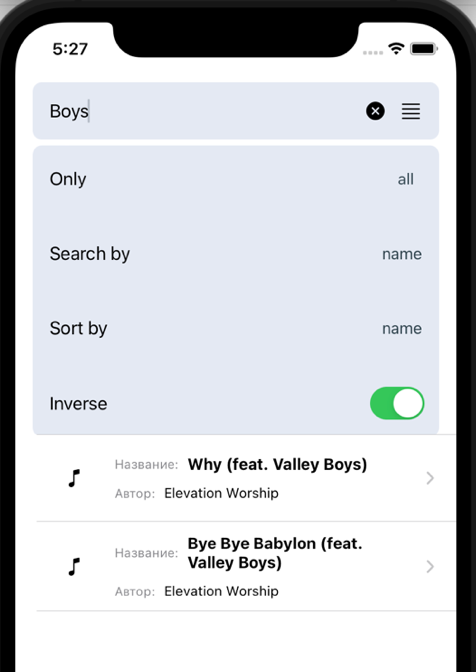 5:27
Boys
Only all
Search by name
Sort by name
Inverse
Название: Why (feat. Valley Boys)
Автор: Elevation Worship
Название: Bye Bye Babylon (feat.
Valley Boys)
Автор: Elevation Worship